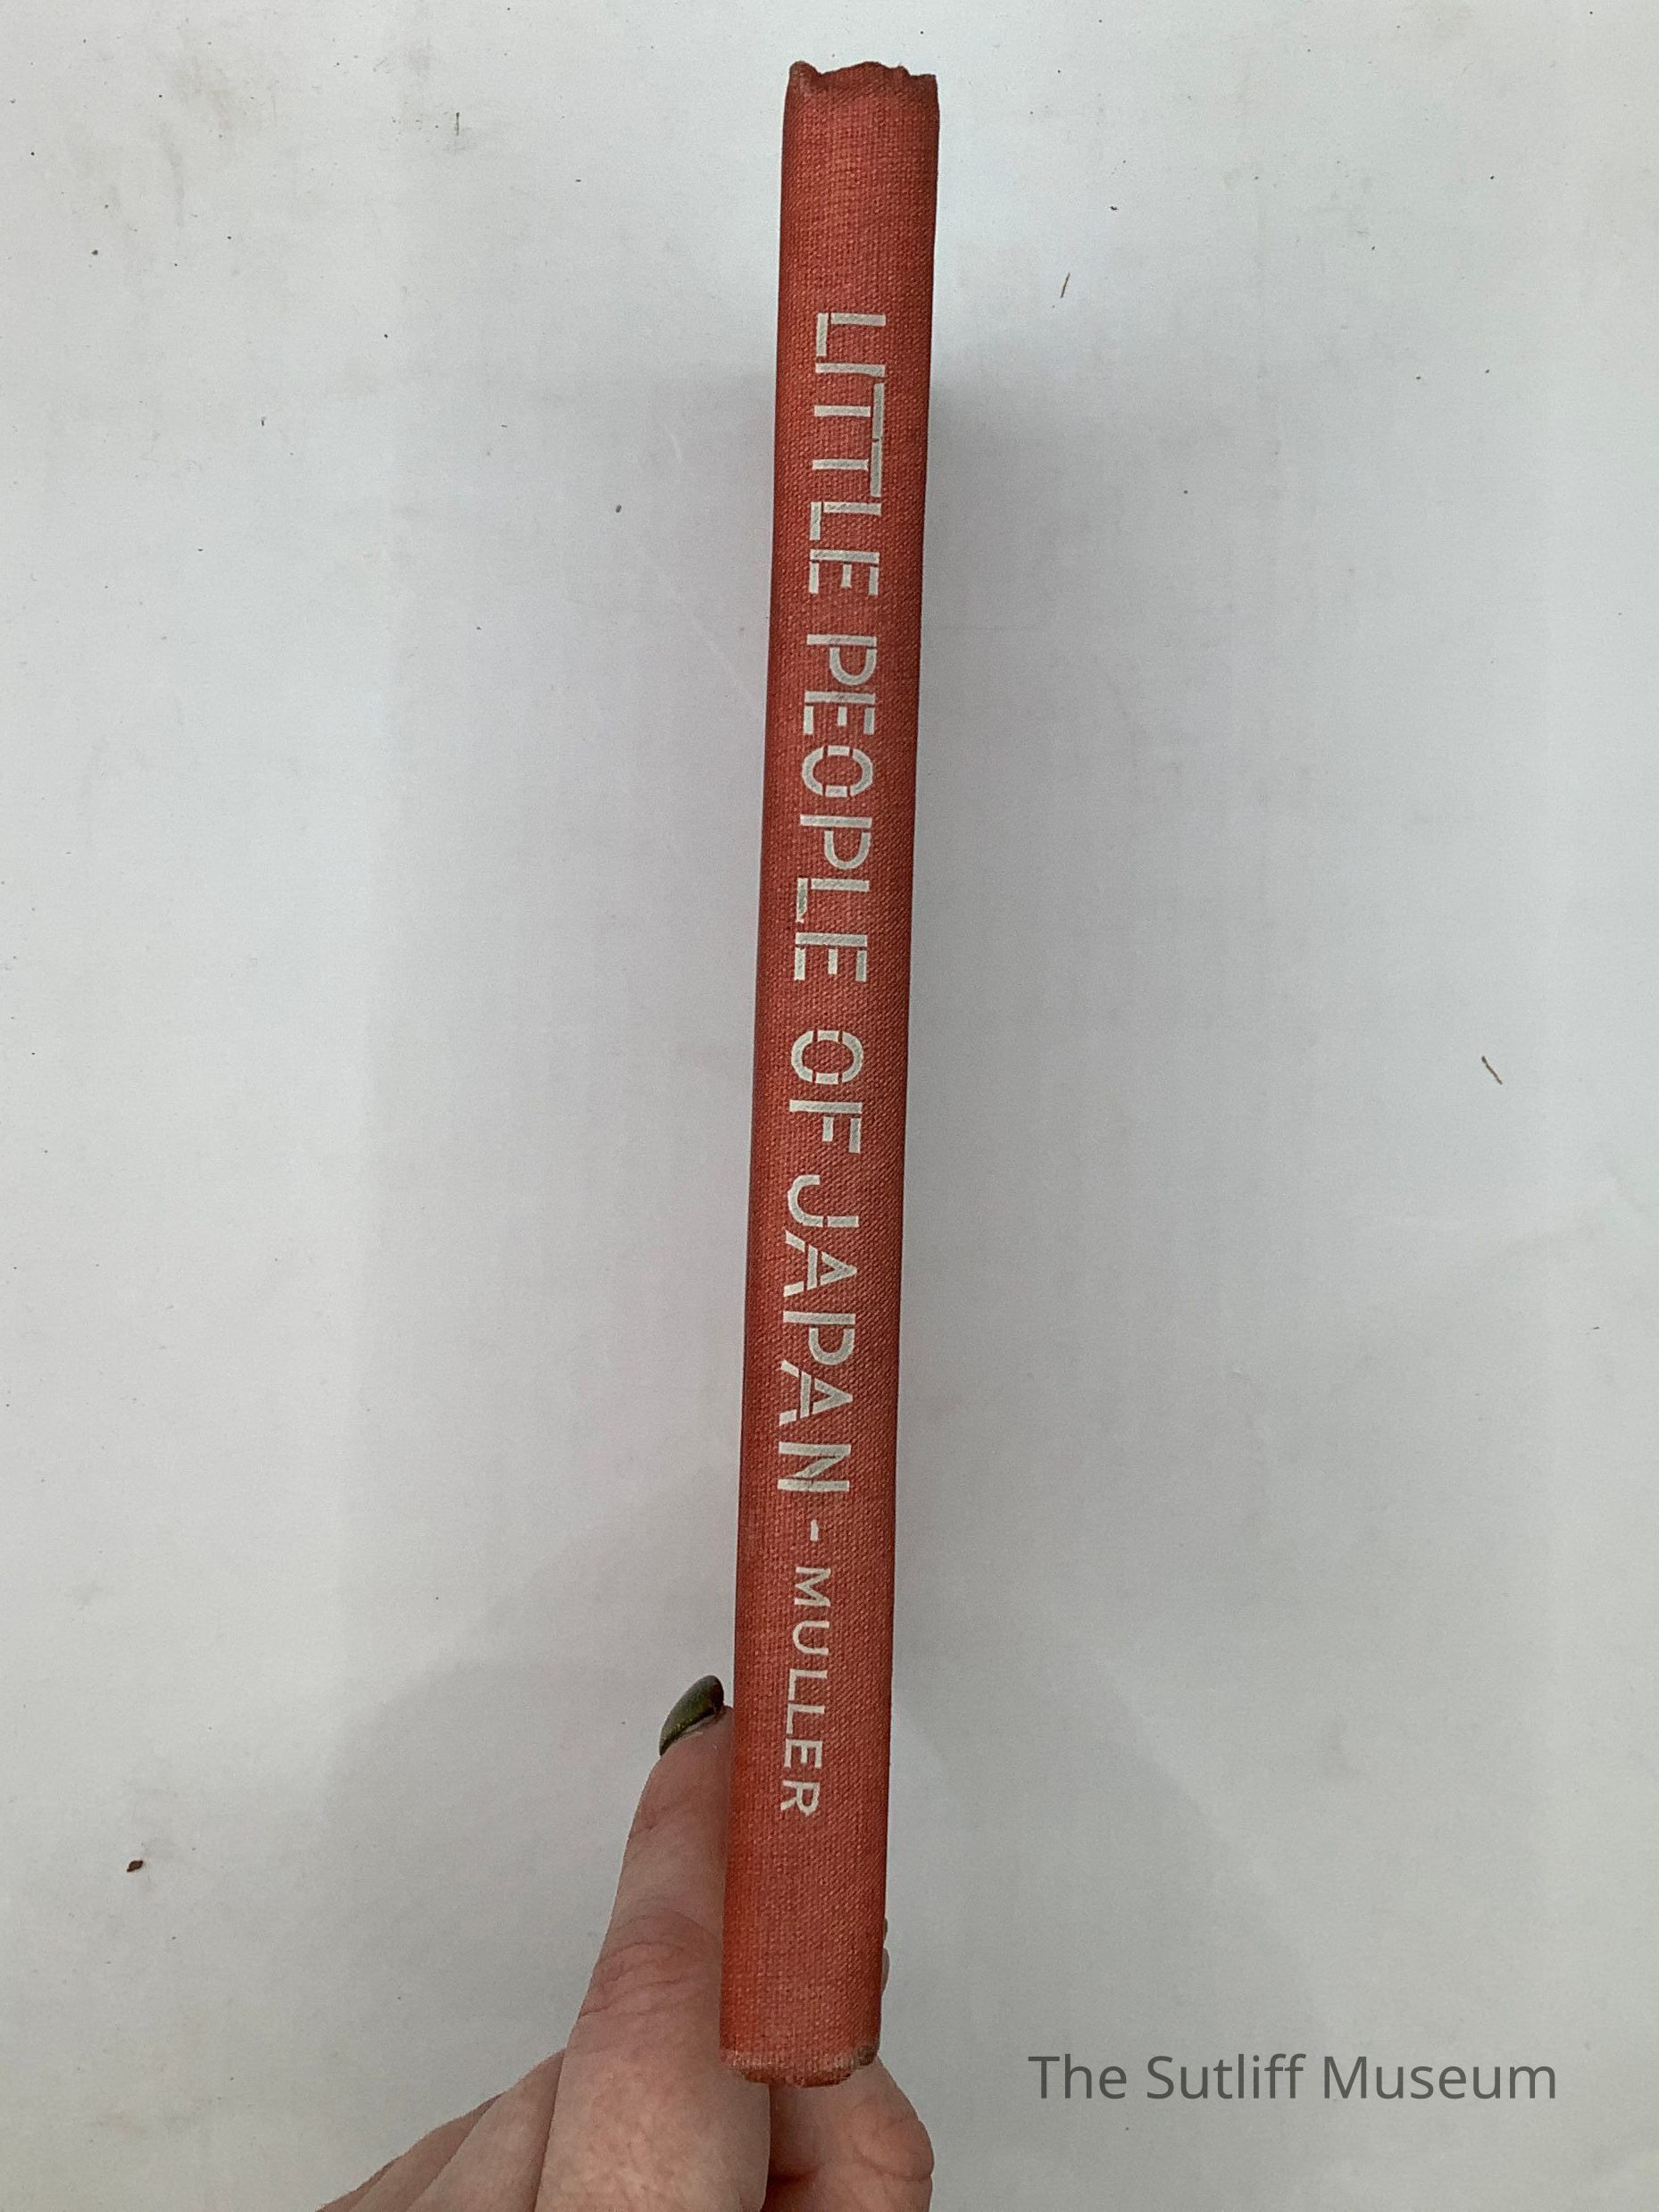 LITTLE PEOPLE OF JAPAN - MULLER
The Sutliff Museum